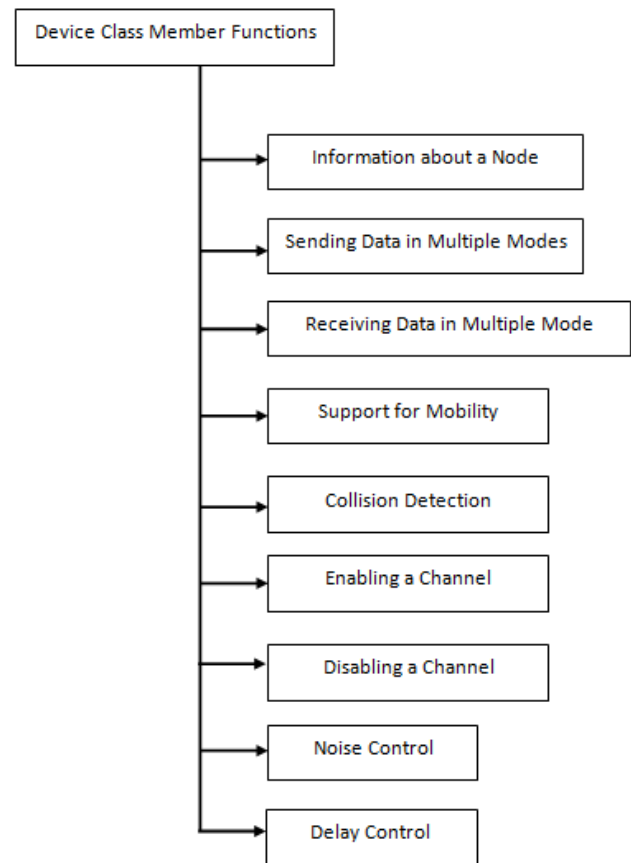 Device Class Member Functions
Information about a Node
Sending Data in Multiple Modes
Receiving Data in Multiple Mode
Support for Mobility
Collision Detection
Enabling a Channel
Disabling a Channel
Noise Control
Delay Control